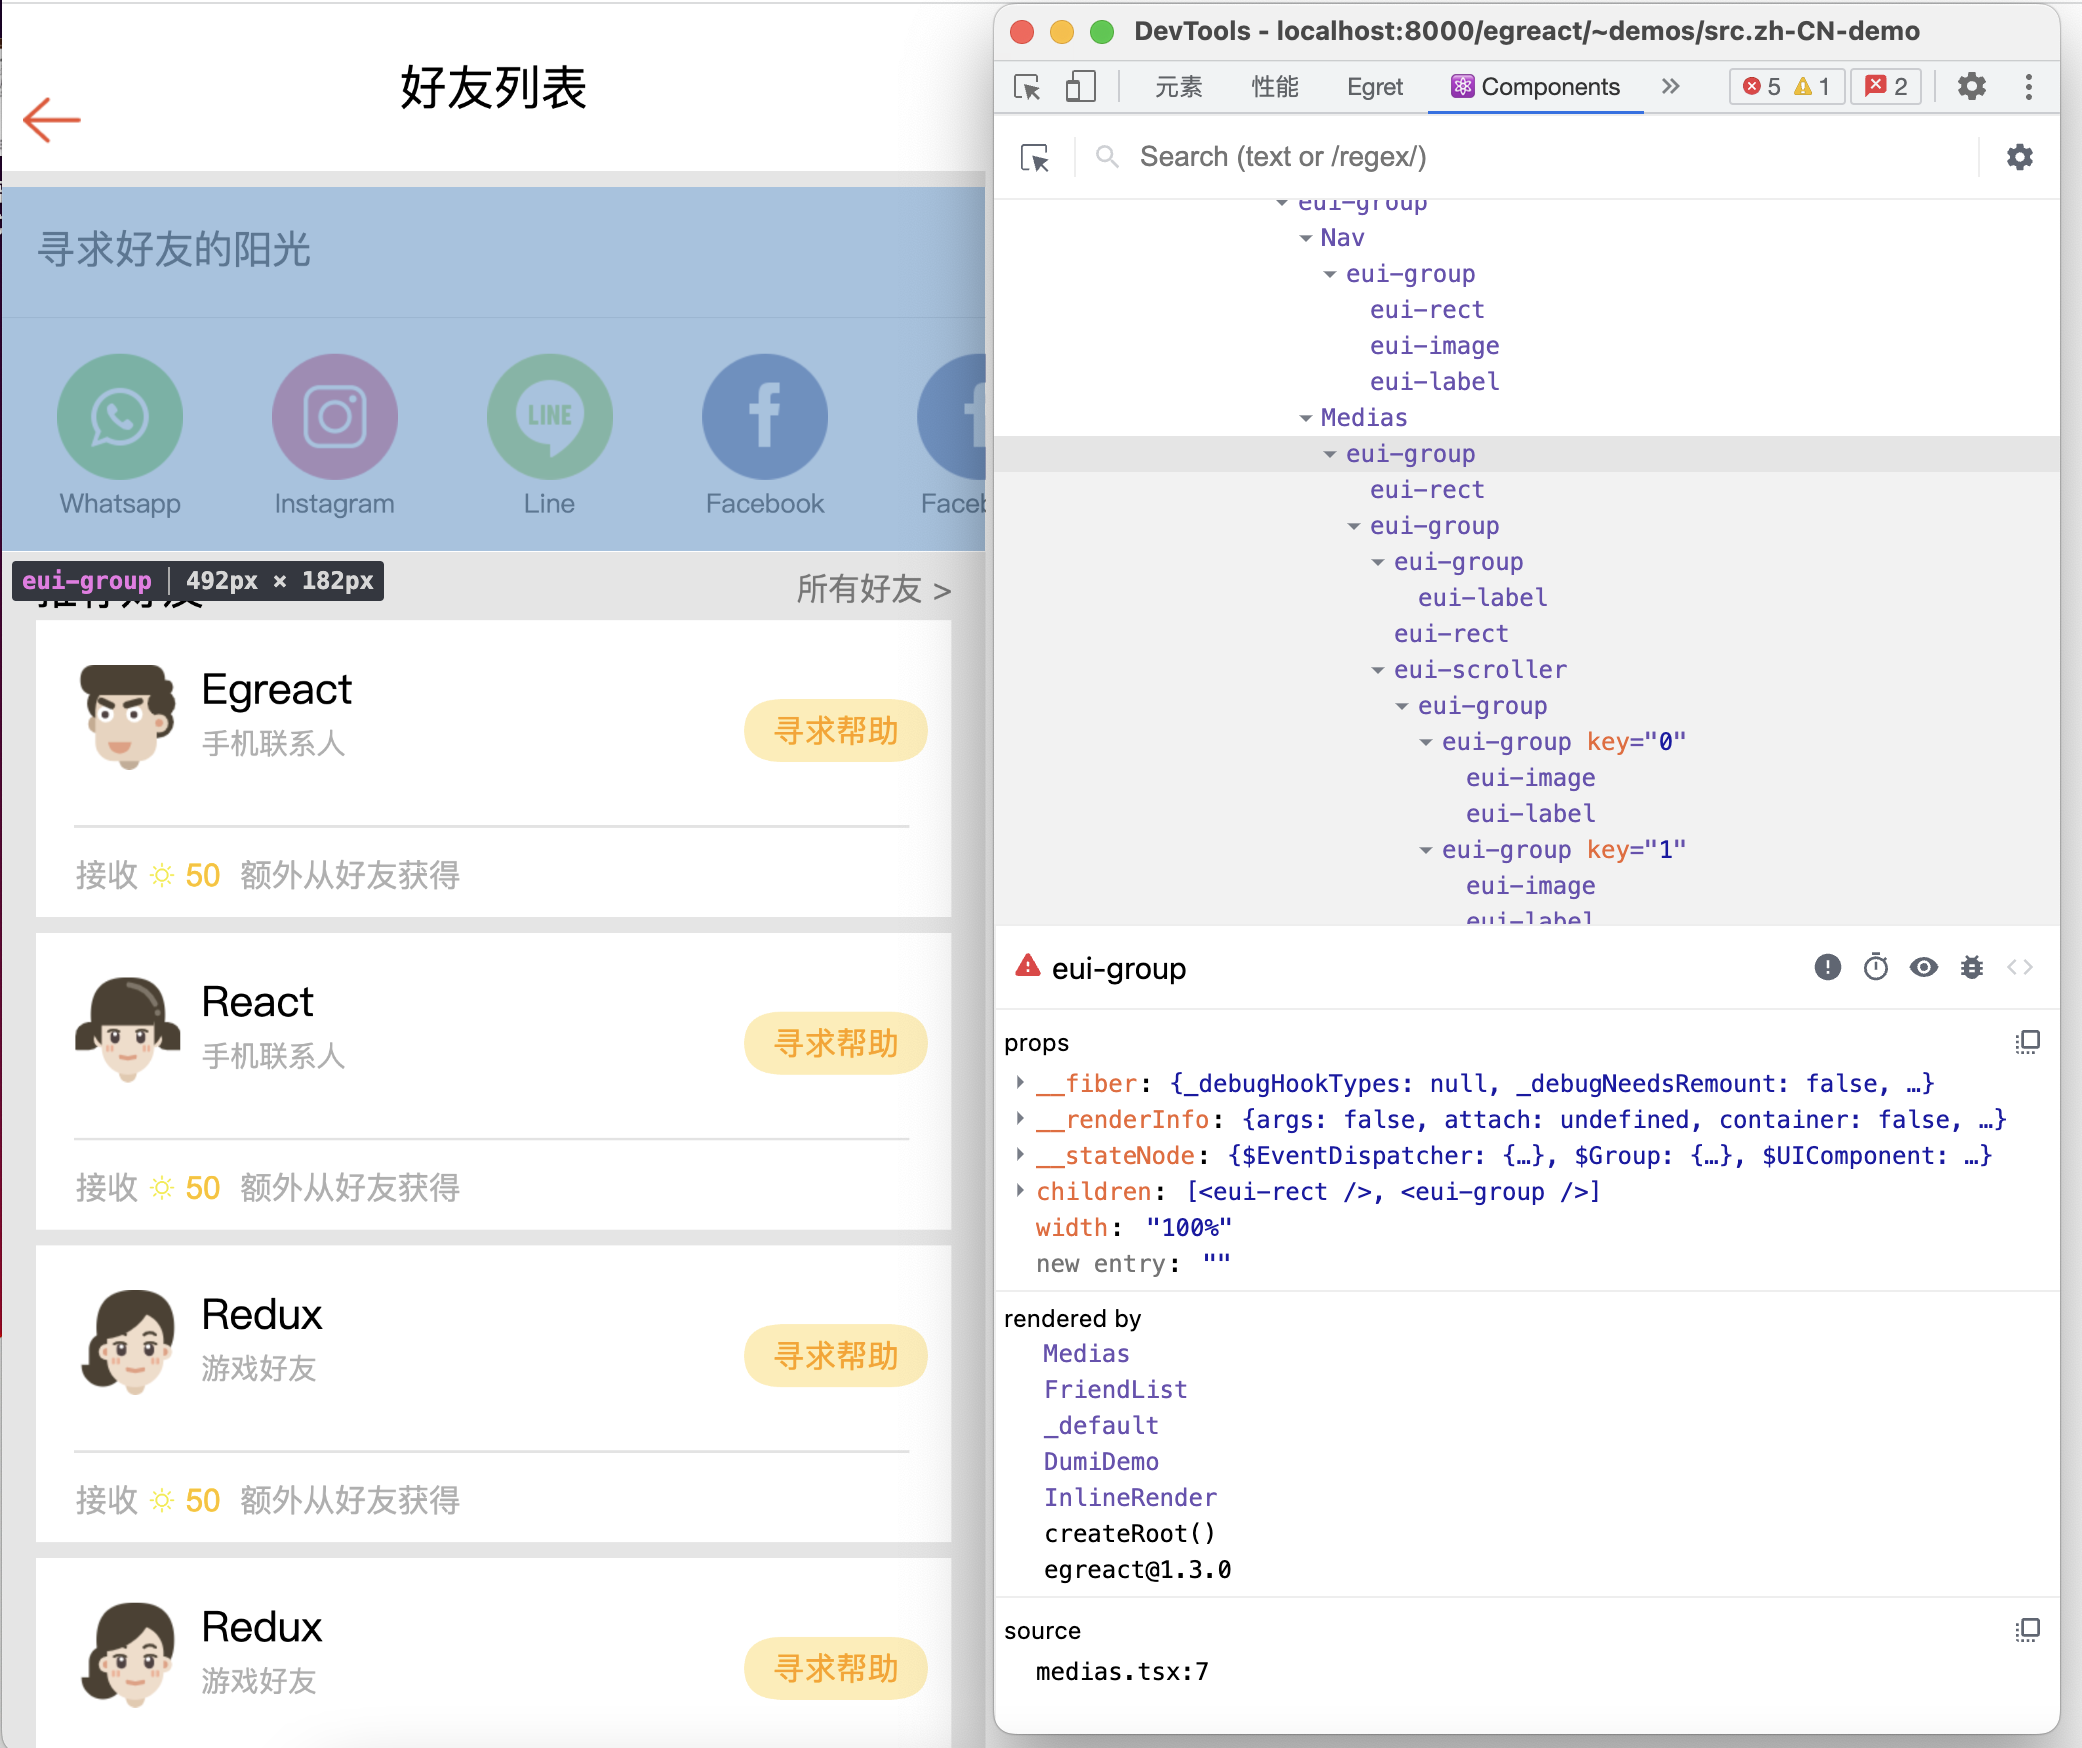 好友列表
寻求好友的阳光
LINE
Whatsapp
Instagram
Line
Facebook
Faceb
eui-group | 492px × 182px
所有好友 >
Egreact
手机联系人
寻求帮助
接收 50 额外从好友获得
React
手机联系人
寻求帮助
接收 50 额外从好友获得
Redux
游戏好友
寻求帮助
接收 50 额外从好友获得
Redux
游戏好友
寻求帮助
DevTools - localhost:8000/egreact/~demos/src.zh-CN-demo
元素
性能
Egret
Components
5
1
2
Search (text or /regex/)
eui-group
Nav
eui-group
eui-rect
eui-image
eui-label
Medias
eui-group
eui-rect
eui-group
eui-group
eui-label
eui-rect
eui-scroller
eui-group
eui-group key="0"
eui-image
eui-label
eui-group key="1"
eui-image
eui-label
eui-group
props
__fiber: {_debugHookTypes: null, _debugNeedsRemount: false, …}
__renderInfo: {args: false, attach: undefined, container: false, …}
__stateNode: {$EventDispatcher: {…}, $Group: {…}, $UIComponent: …}
children: [<eui-rect />, <eui-group />]
width: "100%"
new entry: ""
rendered by
Medias
FriendList
_default
DumiDemo
InlineRender
createRoot()
egreact@1.3.0
source
medias.tsx:7